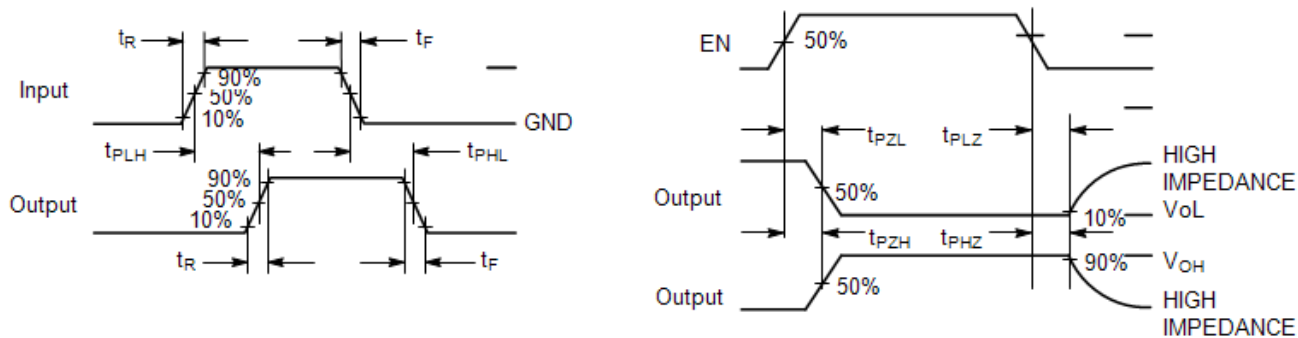 tR
tF
Input
90%
50%
10%
GND
tPLH
tPHL
Output
90%
50%
10%
tR
tF
EN
50%
tPZL
tPLZ
Output
50%
10%
HIGH
IMPEDANCE
VoL
tPZH
tPHZ
Output
50%
90%
VOH
HIGH
IMPEDANCE